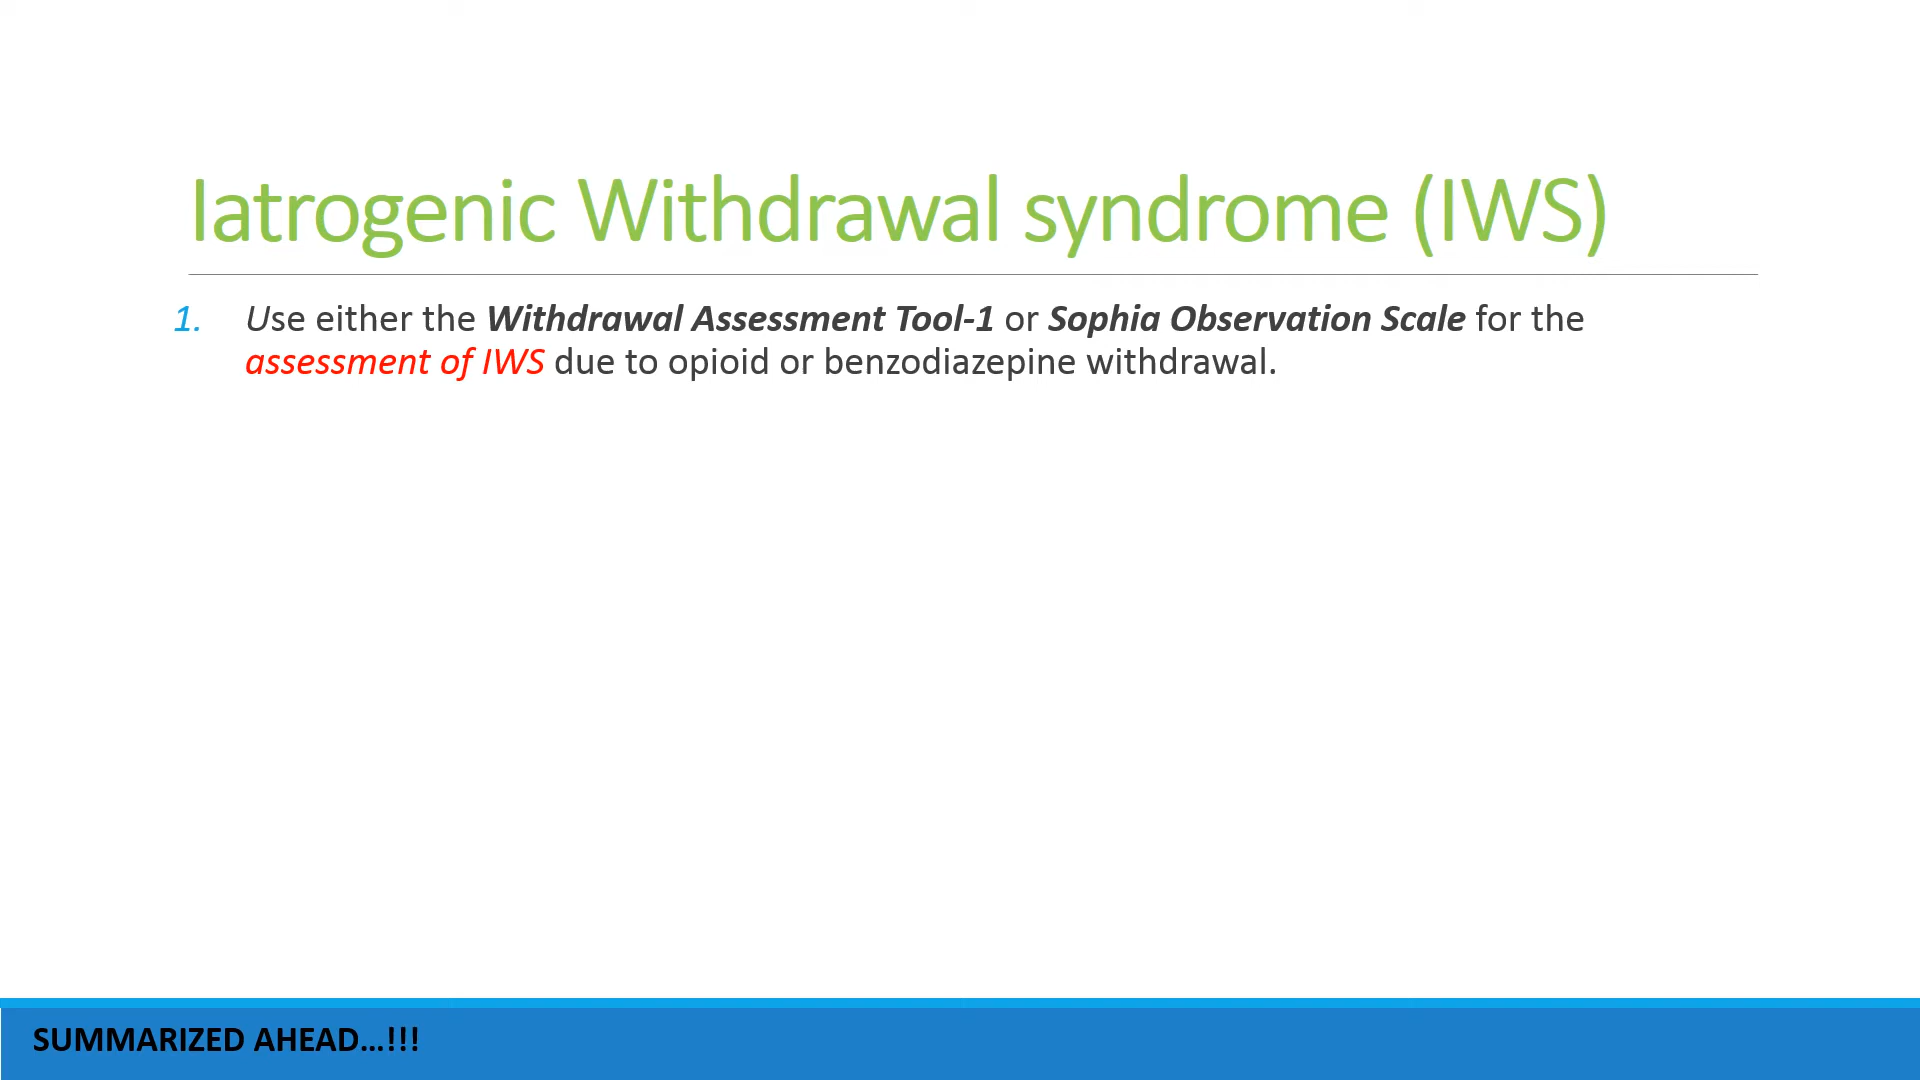 Iatrogenic Withdrawal syndrome (IWS)
1. Use either the Withdrawal Assessment Tool-1 or Sophia Observation Scale for the
assessment of IWS due to opioid or benzodiazepine withdrawal.
SUMMARIZED AHEAD...!!!